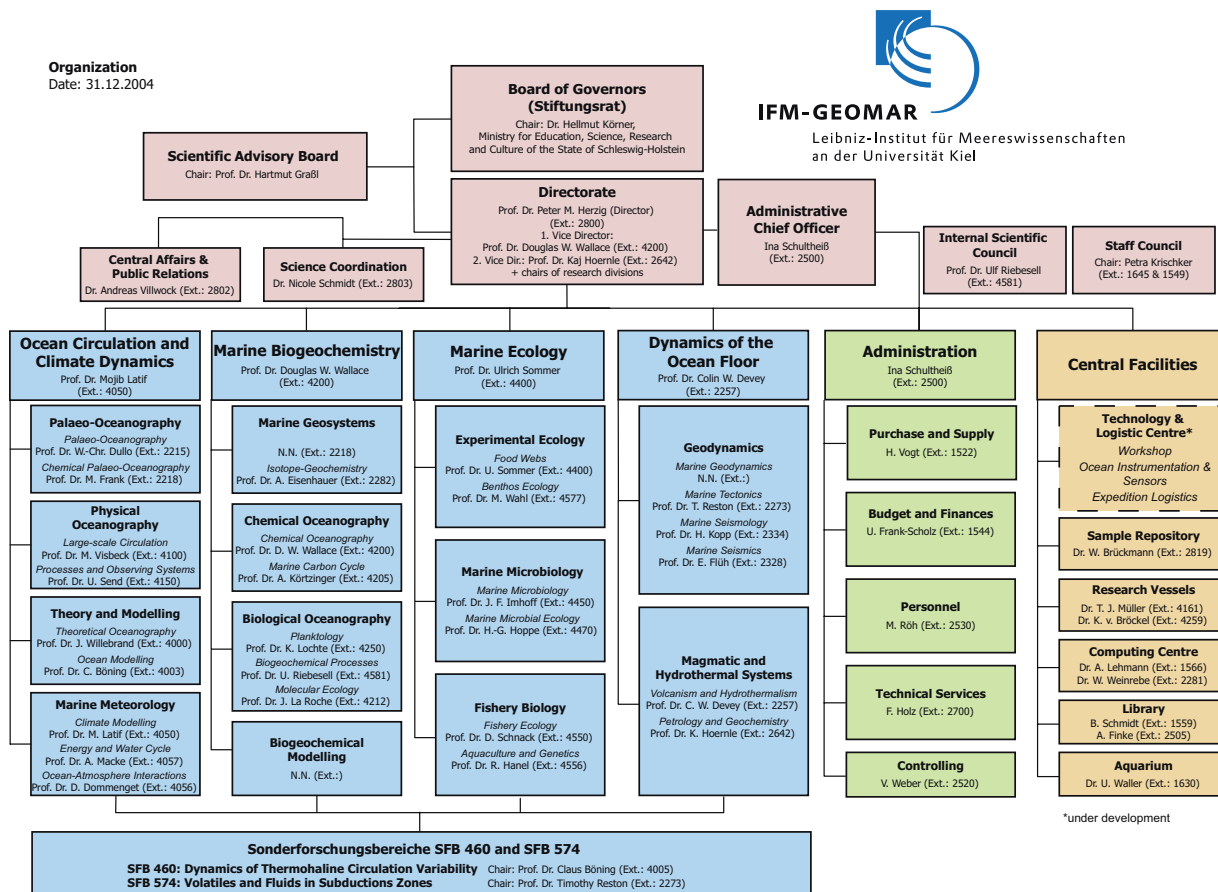 Organization
Date: 31.12.2004
IFM-GEOMAR
Leibniz-Institut für Meereswissenschaften
an der Universität Kiel
Board of Governors
(Stiftungsrat)
Chair: Dr. Hellmut Körner,
Ministry for Education, Science, Research
and Culture of the State of Schleswig-Holstein
Scientific Advisory Board
Chair: Prof. Dr. Hartmut Graßl
Directorate
Prof. Dr. Peter M. Herzig (Director)
(Ext.: 2800)
1. Vice Director:
Prof. Dr. Douglas W. Wallace (Ext.: 4200)
2. Vice Dir.: Prof. Dr. Kaj Hoernle (Ext.: 2642)
+ chairs of research divisions
Administrative
Chief Officer
Ina Schultheiß
(Ext.: 2500)
Central Affairs &
Public Relations
Dr. Andreas Villwock (Ext.: 2802)
Science Coordination
Dr. Nicole Schmidt (Ext.: 2803)
Internal Scientific
Council
Prof. Dr. Ulf Riebesell
(Ext.: 4581)
Staff Council
Chair: Petra Krischker
(Ext.: 1645 & 1549)
Ocean Circulation and
Climate Dynamics
Prof. Dr. Mojib Latif
(Ext.: 4050)
Palaeo-Oceanography
Palaeo-Oceanography
Prof. Dr. W.-Chr. Dullo (Ext.: 2215)
Chemical Palaeo-Oceanography
Prof. Dr. M. Frank (Ext.: 2218)
Physical
Oceanography
Large-scale Circulation
Prof. Dr. M. Visbeck (Ext.: 4100)
Processes and Observing Systems
Prof. Dr. U. Send (Ext.: 4150)
Theory and Modelling
Theoretical Oceanography
Prof. Dr. J. Willebrand (Ext.: 4000)
Ocean Modelling
Prof. Dr. C. Böning (Ext.: 4003)
Marine Meteorology
Climate Modelling
Prof. Dr. M. Latif (Ext.: 4050)
Energy and Water Cycle
Prof. Dr. A. Macke (Ext.: 4057)
Ocean-Atmosphere Interactions
Prof. Dr. D. Dommenget (Ext.: 4056)
Marine Biogeochemistry
Prof. Dr. Douglas W. Wallace
(Ext.: 4200)
Marine Geosystems
N.N. (Ext.: 2218)
Isotope-Geochemistry
Prof. Dr. A. Eisenhauer (Ext.: 2282)
Chemical Oceanography
Chemical Oceanography
Prof. Dr. D. W. Wallace (Ext.: 4200)
Marine Carbon Cycle
Prof. Dr. A. Körtzinger (Ext.: 4205)
Biological Oceanography
Planktology
Prof. Dr. K. Lochte (Ext.: 4250)
Biogeochemical Processes
Prof. Dr. U. Riebesell (Ext.: 4581)
Molecular Ecology
Prof. Dr. J. La Roche (Ext.: 4212)
Biogeochemical
Modelling
N.N. (Ext.:)
Marine Ecology
Prof. Dr. Ulrich Sommer
(Ext.: 4400)
Experimental Ecology
Food Webs
Prof. Dr. U. Sommer (Ext.: 4400)
Benthos Ecology
Prof. Dr. M. Wahl (Ext.: 4577)
Marine Microbiology
Marine Microbiology
Prof. Dr. J. F. Imhoff (Ext.: 4450)
Marine Microbial Ecology
Prof. Dr. H.-G. Hoppe (Ext.: 4470)
Fishery Biology
Fishery Ecology
Prof. Dr. D. Schnack (Ext.: 4550)
Aquaculture and Genetics
Prof. Dr. R. Hanel (Ext.: 4556)
Dynamics of the
Ocean Floor
Prof. Dr. Colin W. Devey
(Ext.: 2257)
Geodynamics
Marine Geodynamics
N.N. (Ext.:)
Marine Tectonics
Prof. Dr. T. Reston (Ext.: 2273)
Marine Seismology
Prof. Dr. H. Kopp (Ext.: 2334)
Marine Seismics
Prof. Dr. E. Flüh (Ext.: 2328)
Magmatic and
Hydrothermal Systems
Volcanism and Hydrothermalism
Prof. Dr. C. W. Devey (Ext.: 2257)
Petrology and Geochemistry
Prof. Dr. K. Hoernle (Ext.: 2642)
Administration
Ina Schultheiß
(Ext.: 2500)
Purchase and Supply
H. Vogt (Ext.: 1522)
Budget and Finances
U. Frank-Scholz (Ext.: 1544)
Personnel
M. Röh (Ext.: 2530)
Technical Services
F. Holz (Ext.: 2700)
Controlling
V. Weber (Ext.: 2520)
Central Facilities
Technology &
Logistic Centre*
Workshop
Ocean Instrumentation &
Sensors
Expedition Logistics
Sample Repository
Dr. W. Brückmann (Ext.: 2819)
Research Vessels
Dr. T. J. Müller (Ext.: 4161)
Dr. K. v. Bröckel (Ext.: 4259)
Computing Centre
Dr. A. Lehmann (Ext.: 1566)
Dr. W. Weinrebe (Ext.: 2281)
Library
B. Schmidt (Ext.: 1559)
A. Finke (Ext.: 2505)
Aquarium
Dr. U. Waller (Ext.: 1630)
*under development
Sonderforschungsbereiche SFB 460 and SFB 574
SFB 460: Dynamics of Thermohaline Circulation Variability Chair: Prof. Dr. Claus Böning (Ext.: 4005)
SFB 574: Volatiles and Fluids in Subductions Zones Chair: Prof. Dr. Timothy Reston (Ext.: 2273)